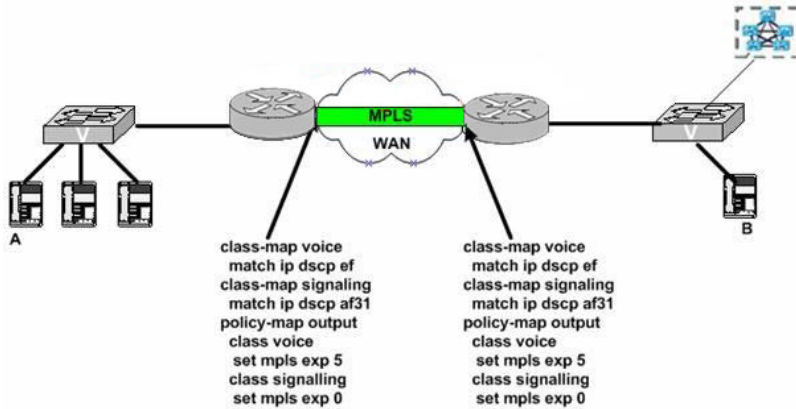 MPLS
WAN
V
V
A
B
class-map voice
match ip dscp ef
class-map signaling
match ip dscp af31
policy-map output
class voice
set mpls exp 5
class signalling
set mpls exp 0
class-map voice
match ip dscp ef
class-map signaling
match ip dscp af31
policy-map output
class voice
set mpls exp 5
class signalling
set mpls exp 0